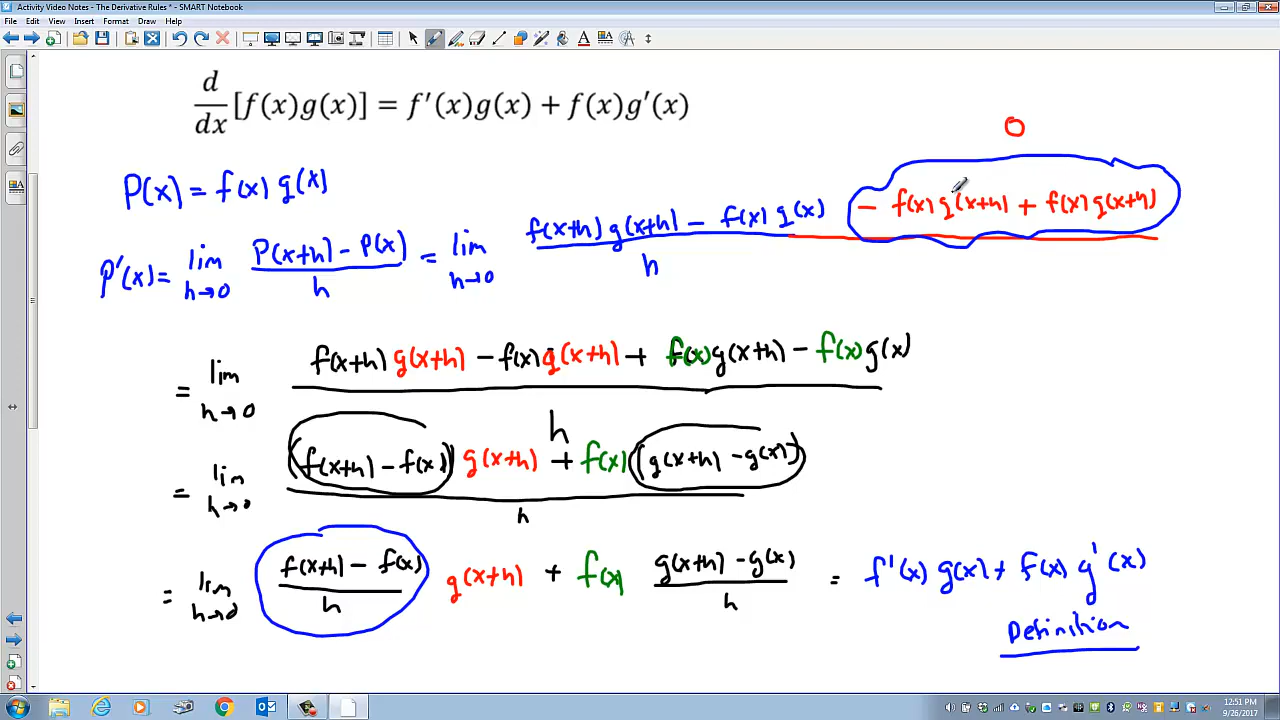 Activity Video Notes - The Derivative Rules * - SMART Notebook
File Edit View Insert Format Draw Help
d/dx [f(x)g(x)] = f′(x)g(x) + f(x)g′(x)
0
P(x) = f(x) g(x)
P'(x) = lim h→0 (P(x+h) − P(x))/h = lim h→0 (f(x+h) g(x+h) − f(x) g(x))/h − f(x) g(x+h) + f(x) g(x+h)
= lim h→0 (f(x+h) g(x+h) − f(x) g(x+h) + f(x) g(x+h) − f(x) g(x))/h
= lim h→0 ((f(x+h) − f(x)) g(x+h) + f(x) (g(x+h) − g(x)))/h
= lim h→0 (f(x+h) − f(x))/h g(x+h) + f(x) (g(x+h) − g(x))/h = f'(x) g(x) + f(x) g'(x)
Definition
12:51 PM
9/26/2017